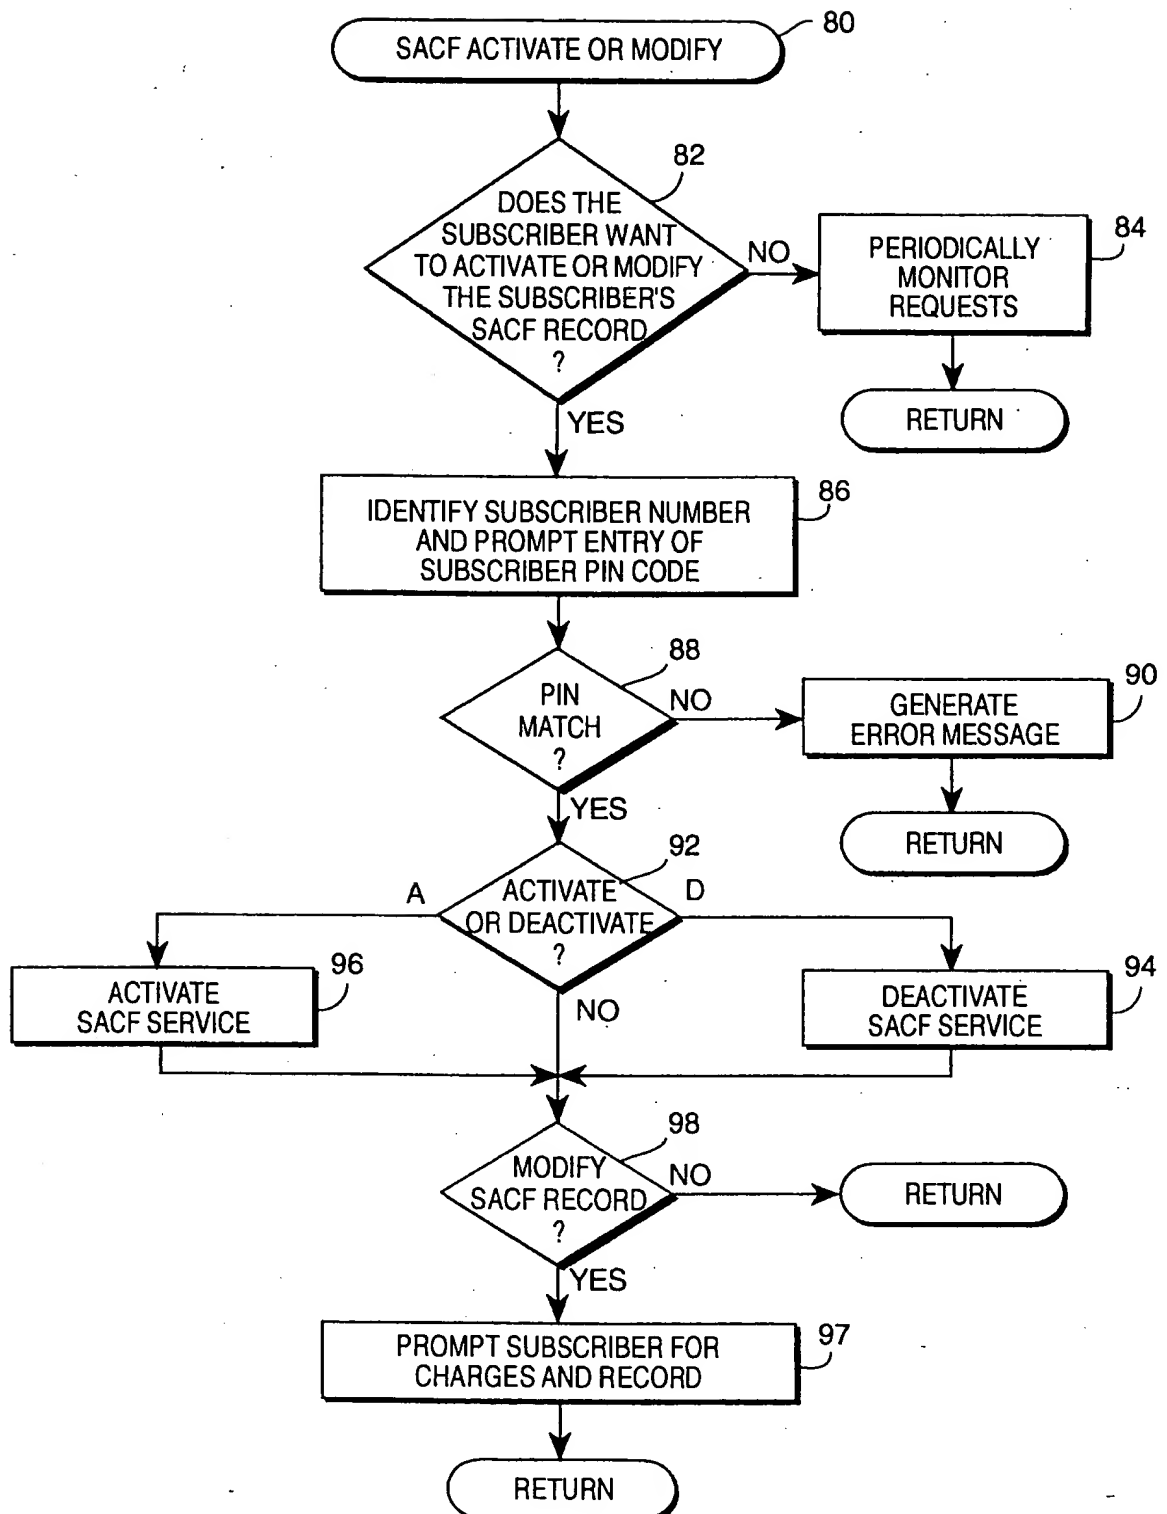 80
SACF ACTIVATE OR MODIFY
82
DOES THE
SUBSCRIBER WANT
TO ACTIVATE OR MODIFY
THE SUBSCRIBER'S
SACF RECORD
?
NO
84
PERIODICALLY
MONITOR
REQUESTS
RETURN
YES
86
IDENTIFY SUBSCRIBER NUMBER
AND PROMPT ENTRY OF
SUBSCRIBER PIN CODE
88
PIN
MATCH
?
NO
90
GENERATE
ERROR MESSAGE
RETURN
YES
92
ACTIVATE
OR DEACTIVATE
?
A
D
96
ACTIVATE
SACF SERVICE
94
DEACTIVATE
SACF SERVICE
NO
98
MODIFY
SACF RECORD
?
NO
RETURN
YES
97
PROMPT SUBSCRIBER FOR
CHARGES AND RECORD
RETURN